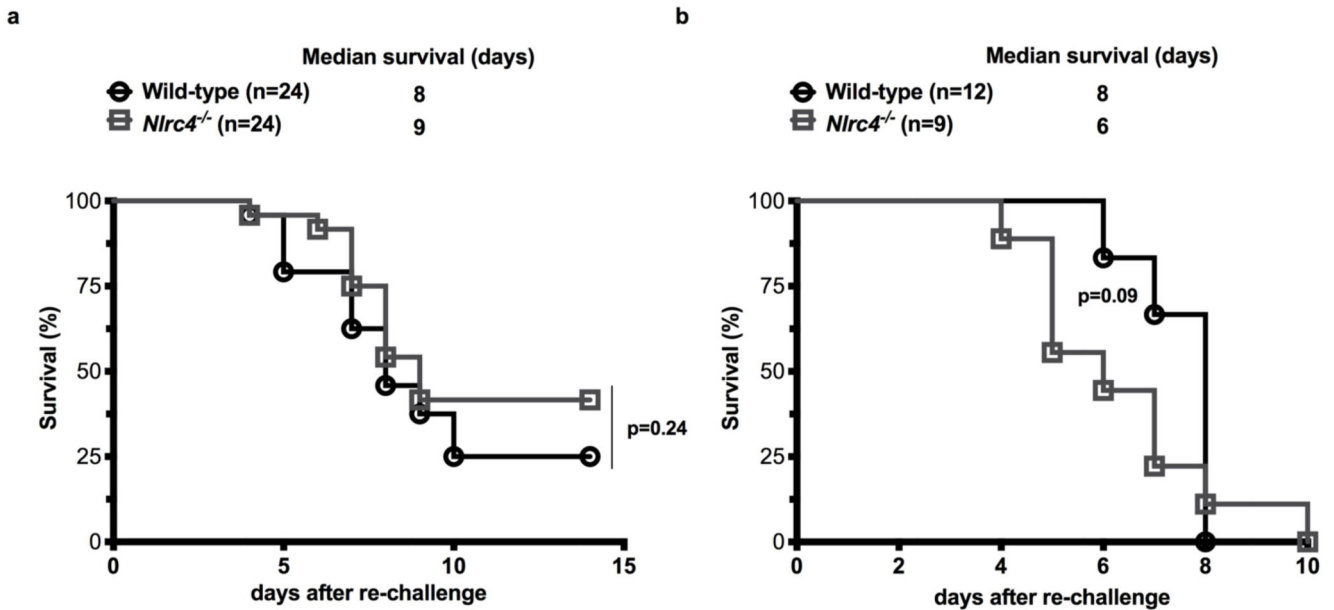 a
Median survival (days)
Wild-type (n=24) 8
Nlrc4-/- (n=24) 9
100
75
50
25
0
Survival (%)
p=0.24
0 5 10 15
days after re-challenge
b
Median survival (days)
Wild-type (n=12) 8
Nlrc4-/- (n=9) 6
100
75
50
25
0
Survival (%)
p=0.09
0 2 4 6 8 10
days after re-challenge